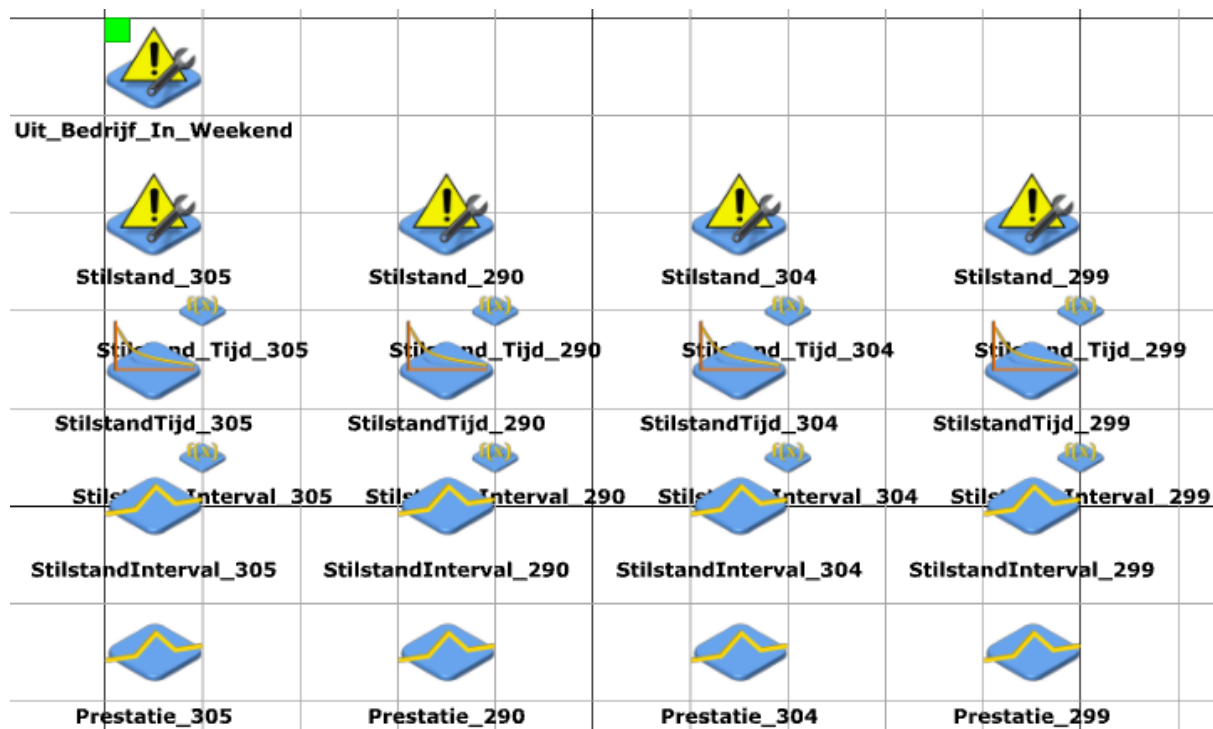 Uit_Bedrijf_In_Weekend
Stilstand_305 Stilstand_290 Stilstand_304 Stilstand_299
f(x) f(x) f(x) f(x)
StilstandTijd_305 StilstandTijd_290 StilstandTijd_304 StilstandTijd_299
f(x) f(x) f(x) f(x)
StilstandInterval_305 StilstandInterval_290 StilstandInterval_304 StilstandInterval_299
Prestatie_305 Prestatie_290 Prestatie_304 Prestatie_299